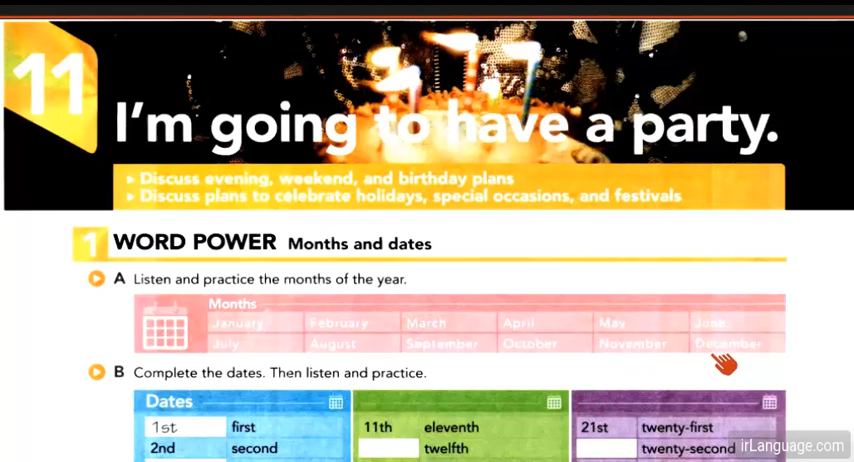 11
I'm going to have a party.
▸ Discuss evening, weekend, and birthday plans
▸ Discuss plans to celebrate holidays, special occasions, and festivals
1 WORD POWER Months and dates
A Listen and practice the months of the year.
Months
January February March April May June
July August September October November December
B Complete the dates. Then listen and practice.
Dates
1st first 11th eleventh 21st twenty-first
2nd second twelfth twenty-second
irLanguage.com